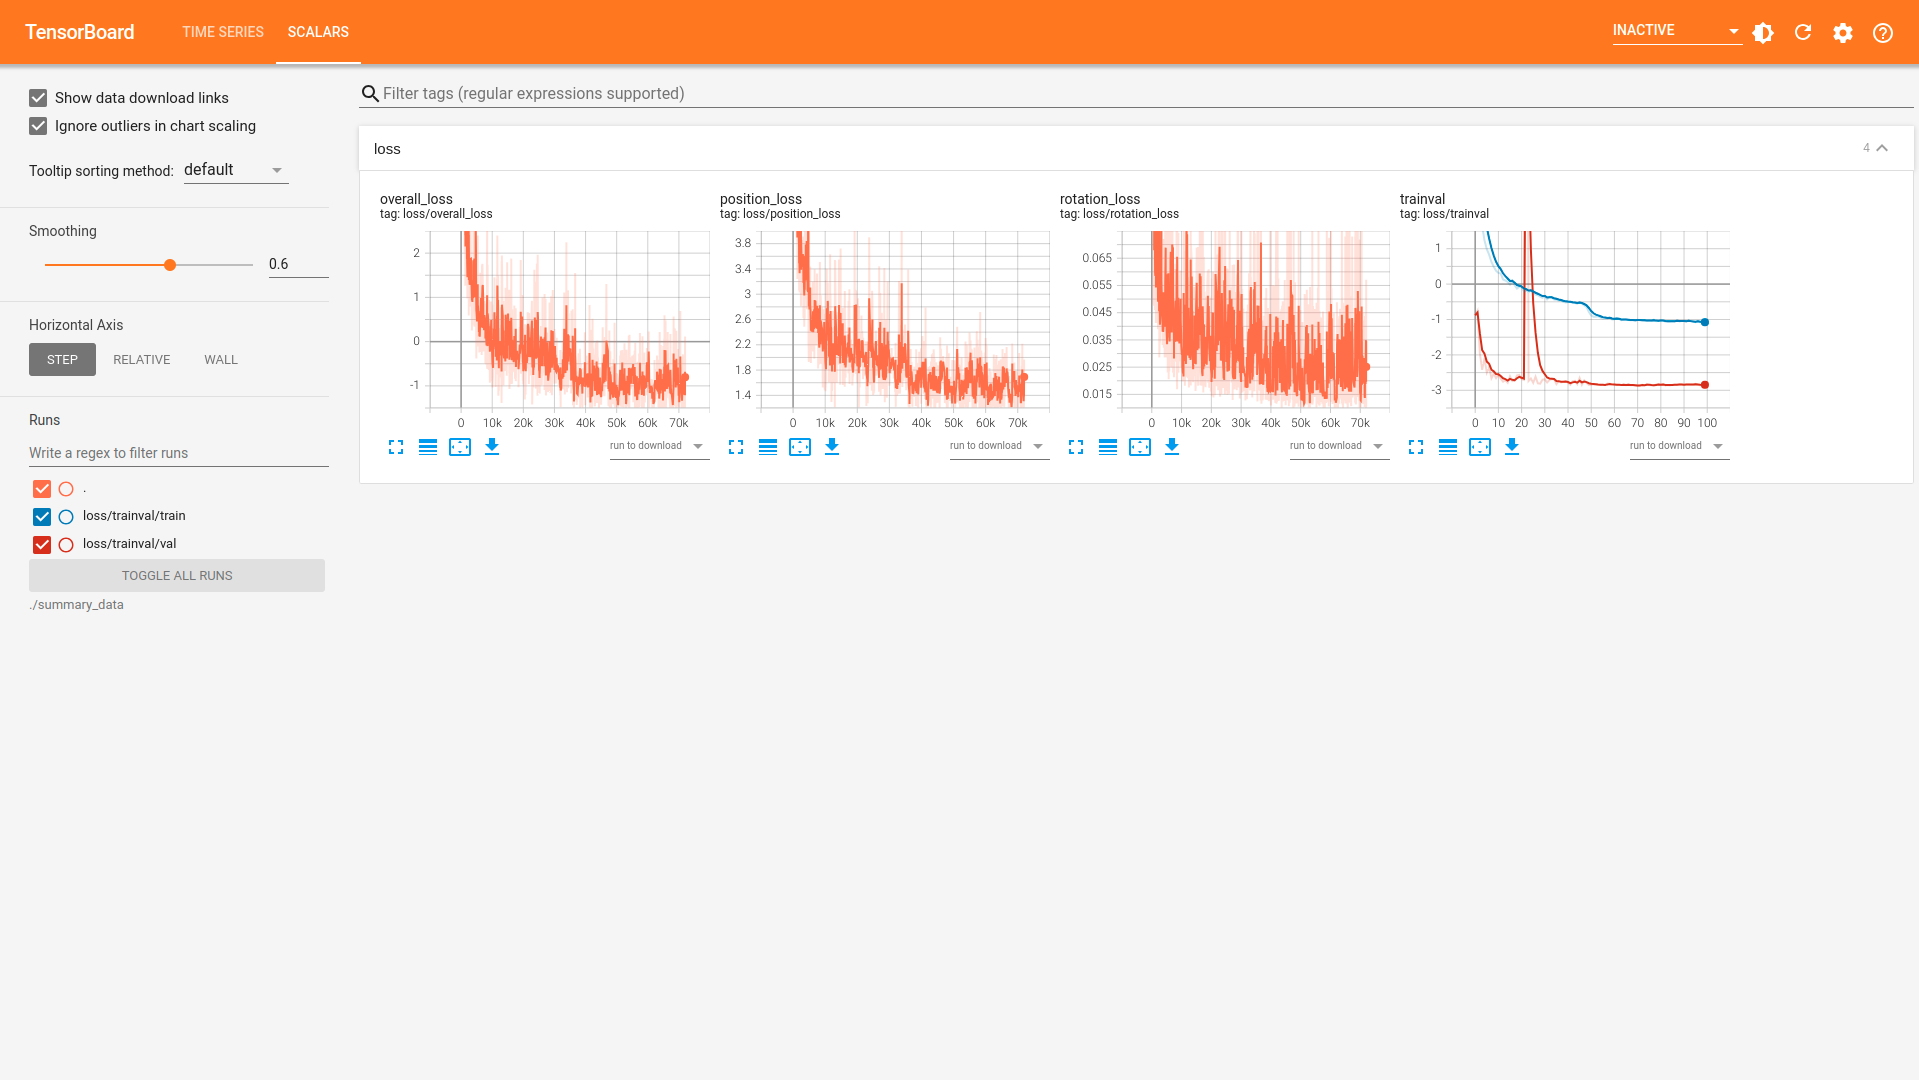 TensorBoard
TIME SERIES
SCALARS
INACTIVE
Show data download links
Ignore outliers in chart scaling
Tooltip sorting method: default
Smoothing
0.6
Horizontal Axis
STEP RELATIVE WALL
Runs
Write a regex to filter runs
.
loss/trainval/train
loss/trainval/val
TOGGLE ALL RUNS
./summary_data
Filter tags (regular expressions supported)
loss
4
overall_loss
tag: loss/overall_loss
2
1
0
-1
0 10k 20k 30k 40k 50k 60k 70k
run to download
position_loss
tag: loss/position_loss
3.8
3.4
3
2.6
2.2
1.8
1.4
0 10k 20k 30k 40k 50k 60k 70k
run to download
rotation_loss
tag: loss/rotation_loss
0.065
0.055
0.045
0.035
0.025
0.015
0 10k 20k 30k 40k 50k 60k 70k
run to download
trainval
tag: loss/trainval
1
0
-1
-2
-3
0 10 20 30 40 50 60 70 80 90 100
run to download